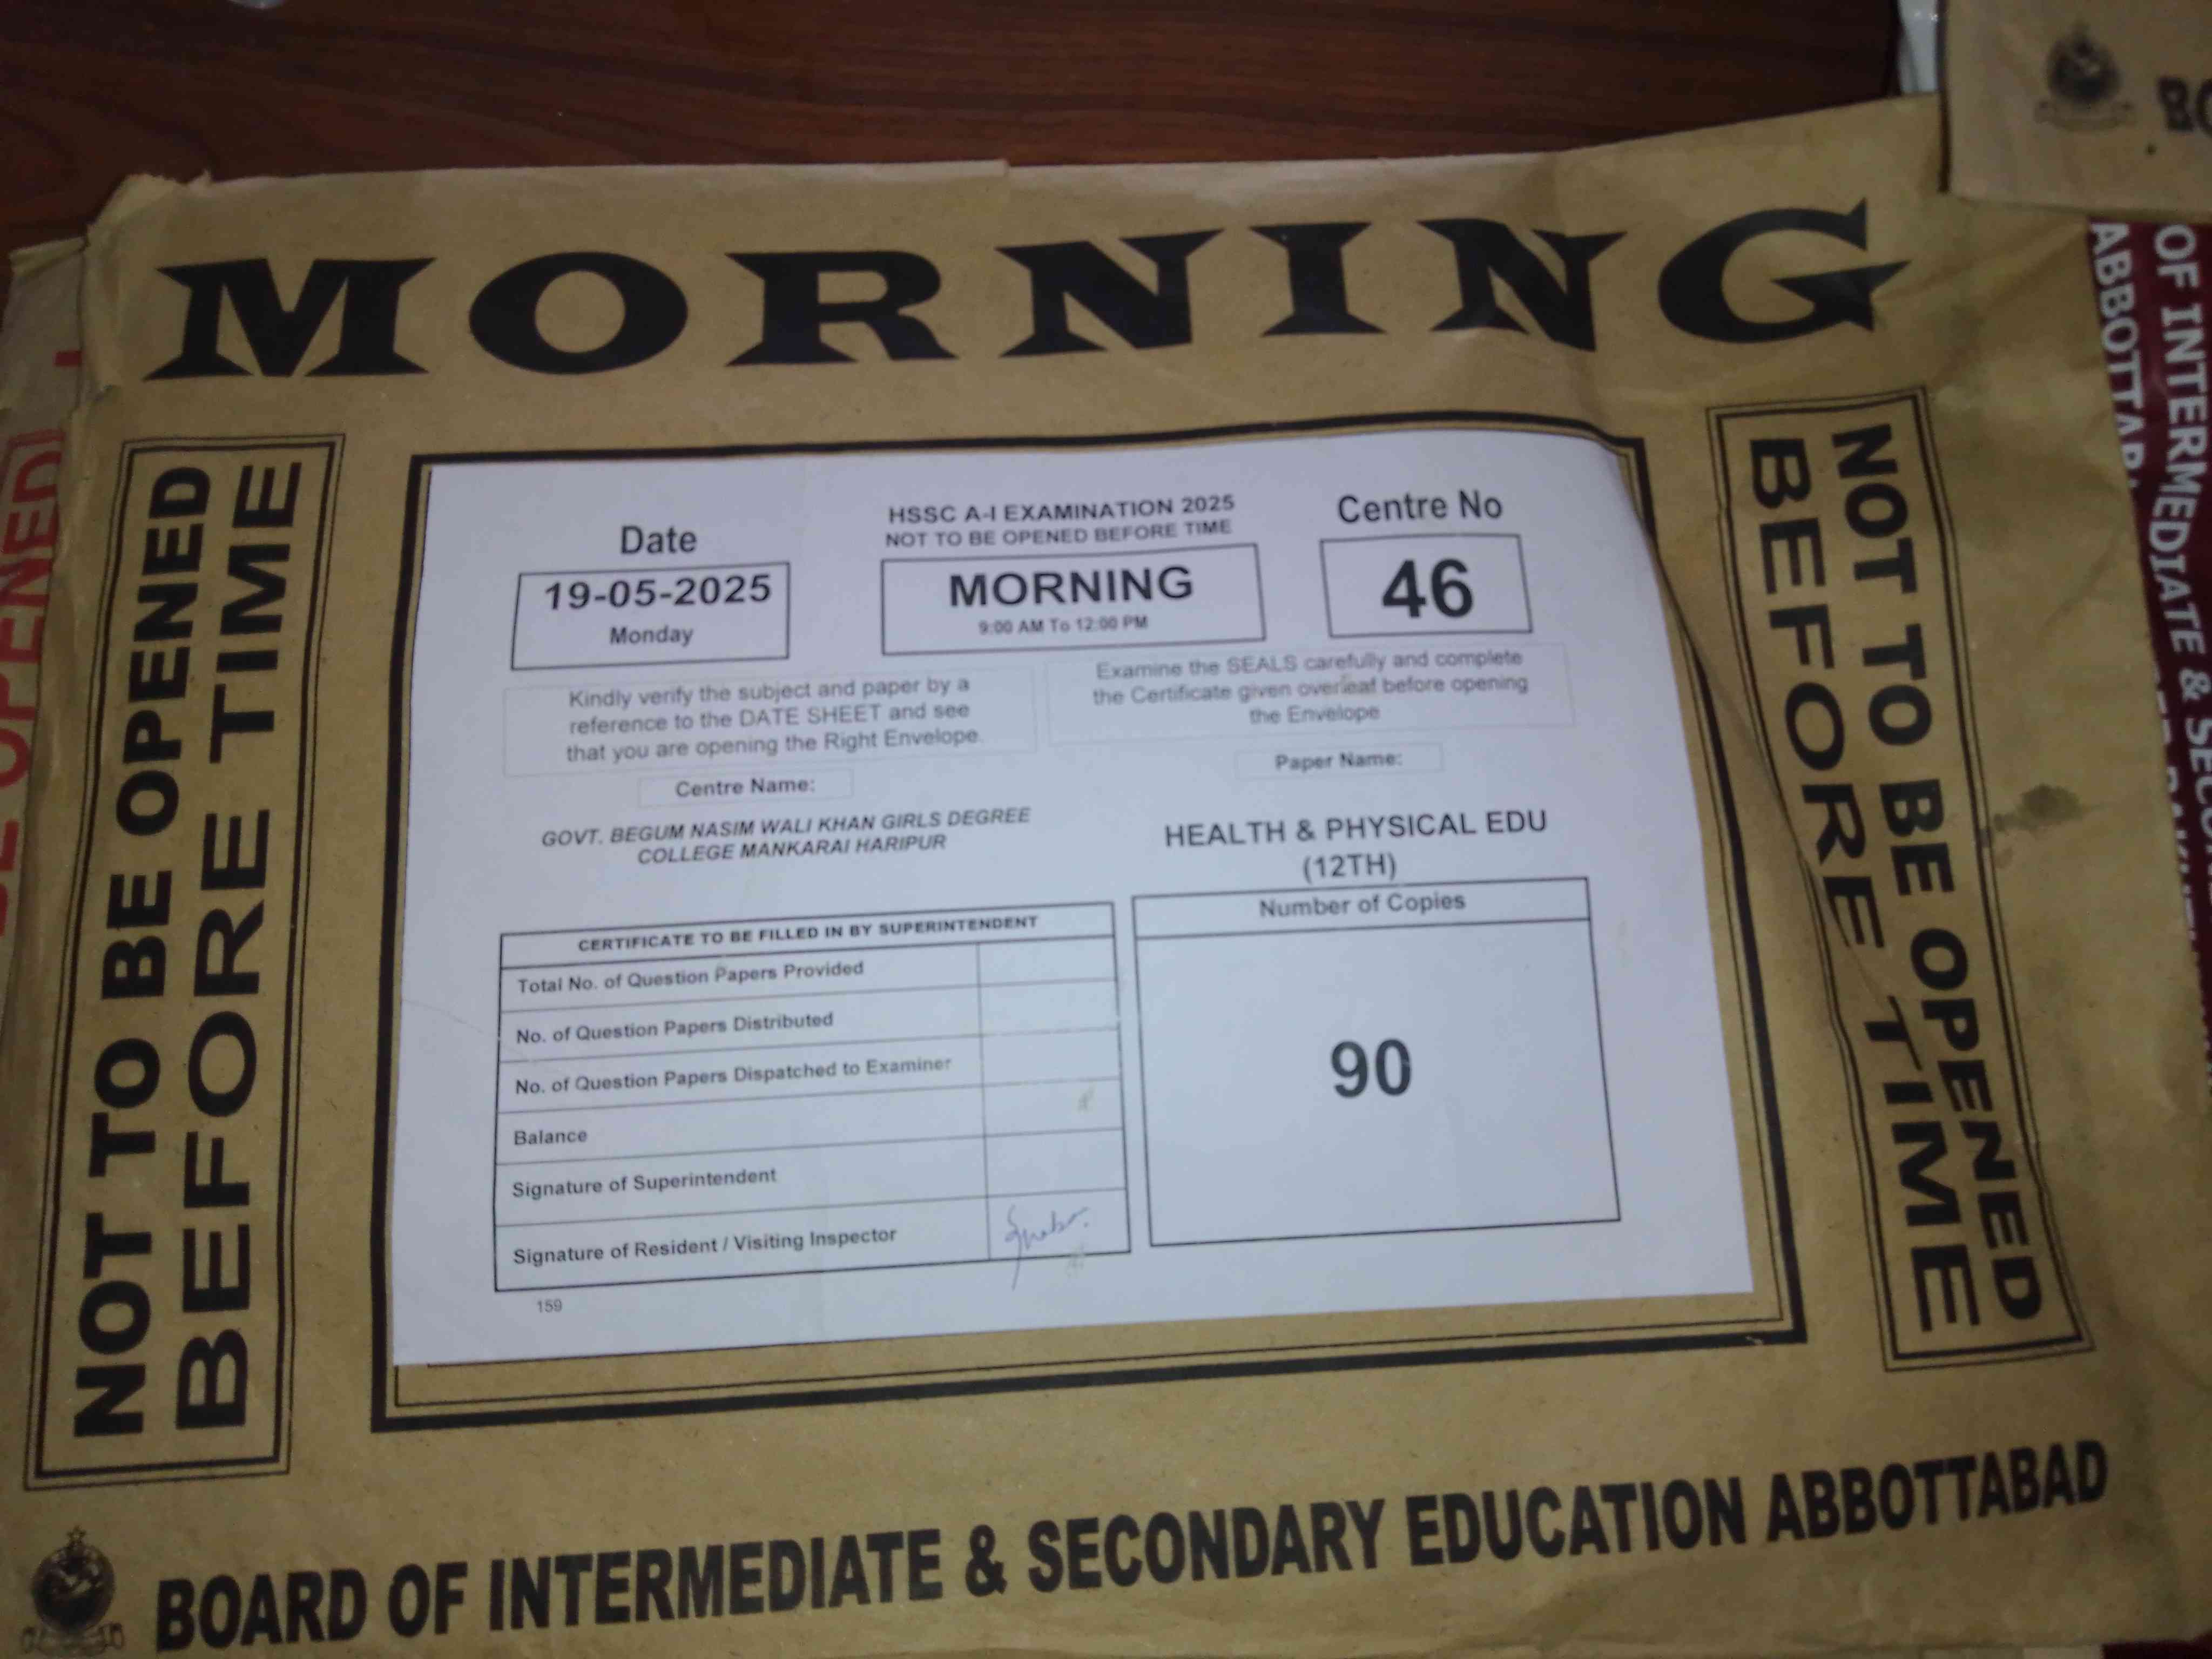 MORNING
NOT TO BE OPENED
BEFORE TIME
Date
19-05-2025
Monday
HSSC A-I EXAMINATION 2025
NOT TO BE OPENED BEFORE TIME
MORNING
9:00 AM To 12:00 PM
Centre No
46
Kindly verify the subject and paper by a
reference to the DATE SHEET and see
that you are opening the Right Envelope.
Examine the SEALS carefully and complete
the Certificate given overleaf before opening
the Envelope
Centre Name:
GOVT. BEGUM NASIM WALI KHAN GIRLS DEGREE
COLLEGE MANKARAI HARIPUR
Paper Name:
HEALTH & PHYSICAL EDU
(12TH)
CERTIFICATE TO BE FILLED IN BY SUPERINTENDENT
Total No. of Question Papers Provided
No. of Question Papers Distributed
No. of Question Papers Dispatched to Examiner
Balance
Signature of Superintendent
Signature of Resident / Visiting Inspector
159
Number of Copies
90
NOT TO BE OPENED
BEFORE TIME
BOARD OF INTERMEDIATE & SECONDARY EDUCATION ABBOTTABAD
BE OPENED
OF INTERMEDIATE &